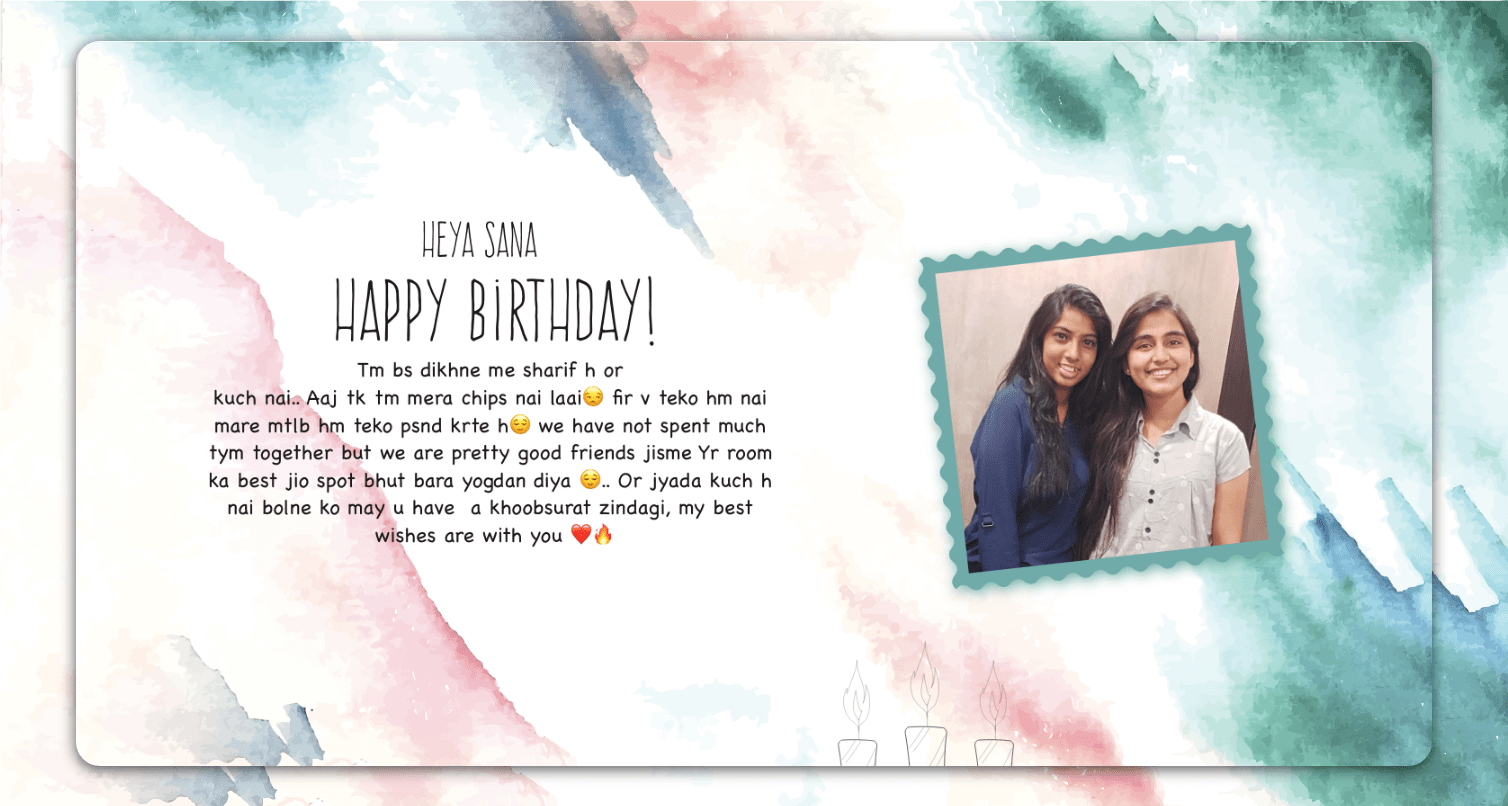 HEYA SANA
HAPPY BiRTHDAY!
Tm bs dikhne me sharif h or
kuch nai.. Aaj tk tm mera chips nai laai😒 fir v teko hm nai
mare mtlb hm teko psnd krte h😌 we have not spent much
tym together but we are pretty good friends jisme Yr room
ka best jio spot bhut bara yogdan diya 😌.. Or jyada kuch h
nai bolne ko may u have  a khoobsurat zindagi, my best
wishes are with you ❤️🔥